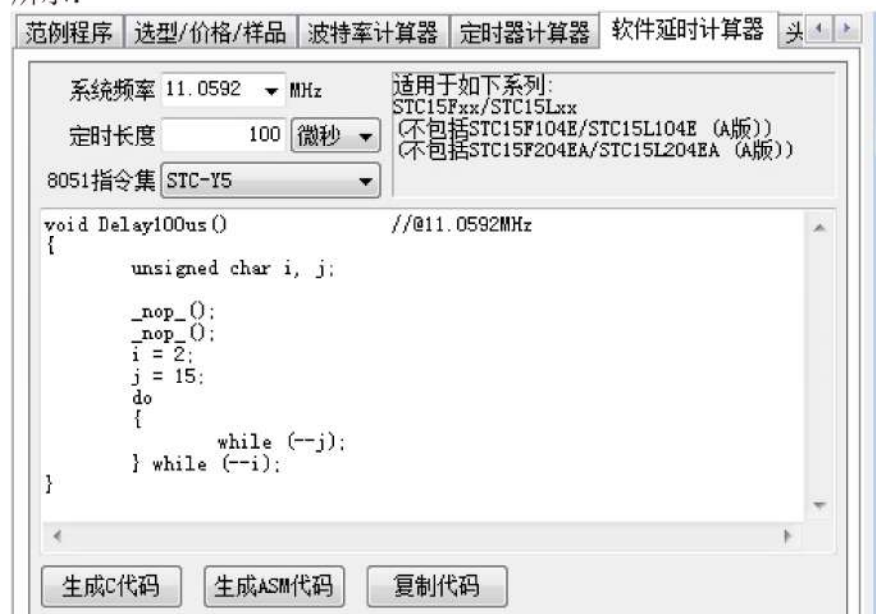 范例程序 选型/价格/样品 波特率计算器 定时器计算器 软件延时计算器 头
系统频率 11.0592 MHz
定时长度 100 微秒
8051指令集 STC-Y5
适用于如下系列:
STC15Fxx/STC15Lxx
(不包括STC15F104E/STC15L104E (A版))
(不包括STC15F204EA/STC15L204EA (A版))
void Delay100us() //@11.0592MHz
{
unsigned char i, j;
_nop_();
_nop_();
i = 2;
j = 15;
do
{
while (--j);
} while (--i);
}
生成C代码 生成ASM代码 复制代码